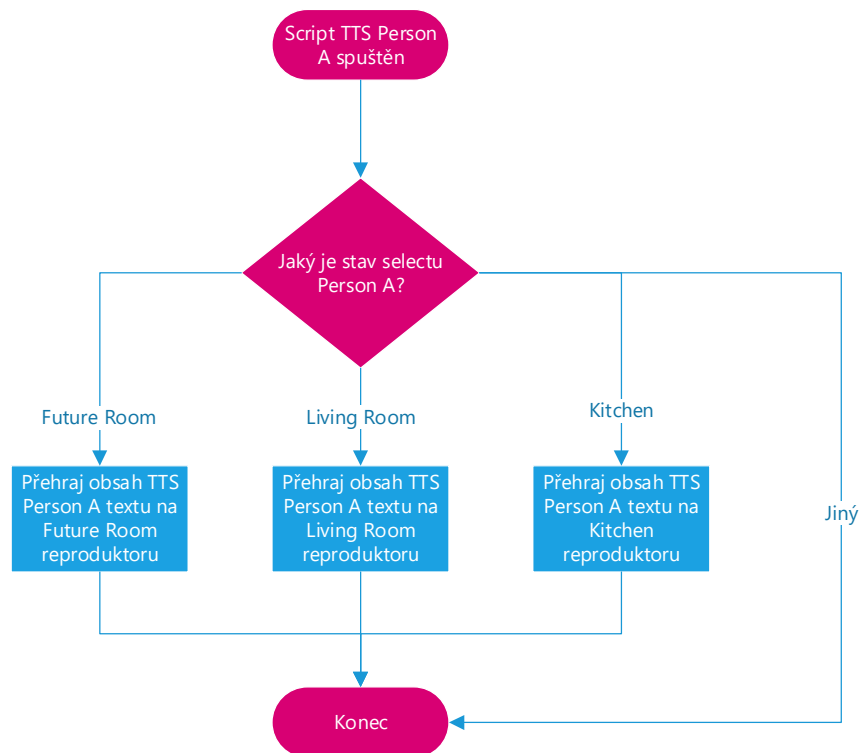 Script TTS Person
A spuštěn
Jaký je stav selectu
Person A?
Future Room
Living Room
Kitchen
Přehraj obsah TTS
Person A textu na
Future Room
reproduktoru
Přehraj obsah TTS
Person A textu na
Living Room
reproduktoru
Přehraj obsah TTS
Person A textu na
Kitchen
reproduktoru
Jiný
Konec